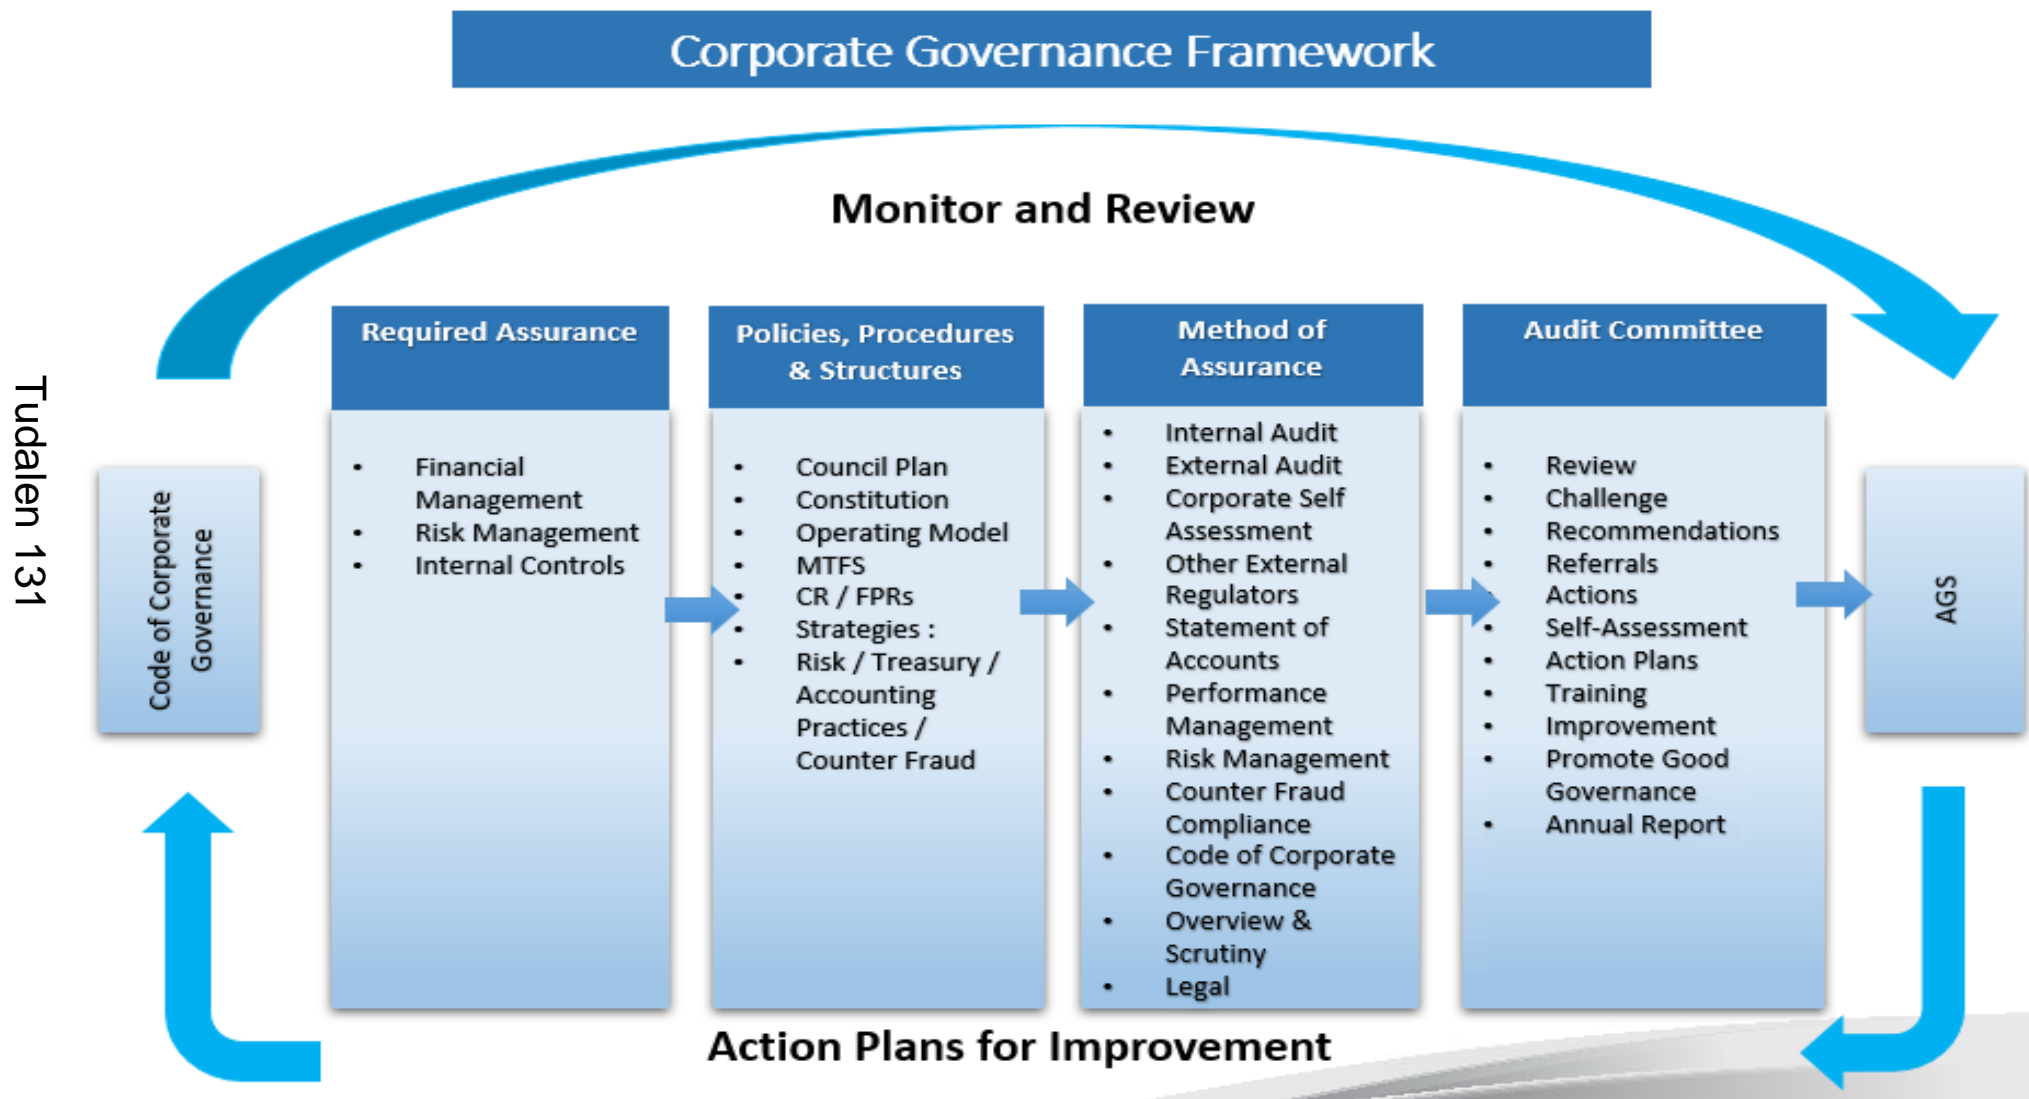 Corporate Governance Framework
Monitor and Review
Tudalen 131
Code of Corporate
Governance
Required Assurance
• Financial
Management
• Risk Management
• Internal Controls
Policies, Procedures
& Structures
• Council Plan
• Constitution
• Operating Model
• MTFS
• CR / FPRs
• Strategies :
• Risk / Treasury /
Accounting
Practices /
Counter Fraud
Method of
Assurance
• Internal Audit
• External Audit
• Corporate Self
Assessment
• Other External
Regulators
• Statement of
Accounts
• Performance
Management
• Risk Management
• Counter Fraud
Compliance
• Code of Corporate
Governance
• Overview &
Scrutiny
• Legal
Audit Committee
• Review
• Challenge
• Recommendations
• Referrals
• Actions
• Self-Assessment
• Action Plans
• Training
• Improvement
• Promote Good
Governance
• Annual Report
AGS
Action Plans for Improvement